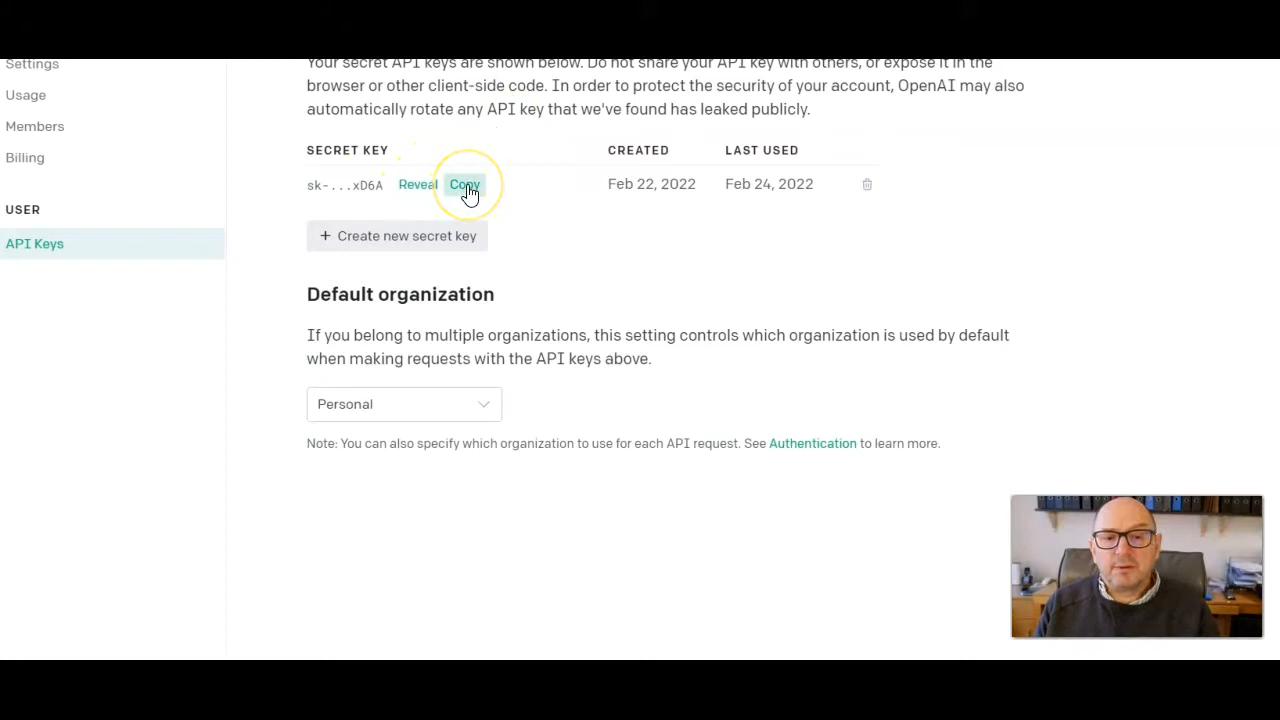 Settings
Usage
Members
Billing
USER
API Keys
Your secret API keys are shown below. Do not share your API key with others, or expose it in the
browser or other client-side code. In order to protect the security of your account, OpenAI may also
automatically rotate any API key that we've found has leaked publicly.
SECRET KEY CREATED LAST USED
sk-...xD6A Reveal Copy Feb 22, 2022 Feb 24, 2022
+ Create new secret key
Default organization
If you belong to multiple organizations, this setting controls which organization is used by default
when making requests with the API keys above.
Personal
Note: You can also specify which organization to use for each API request. See Authentication to learn more.